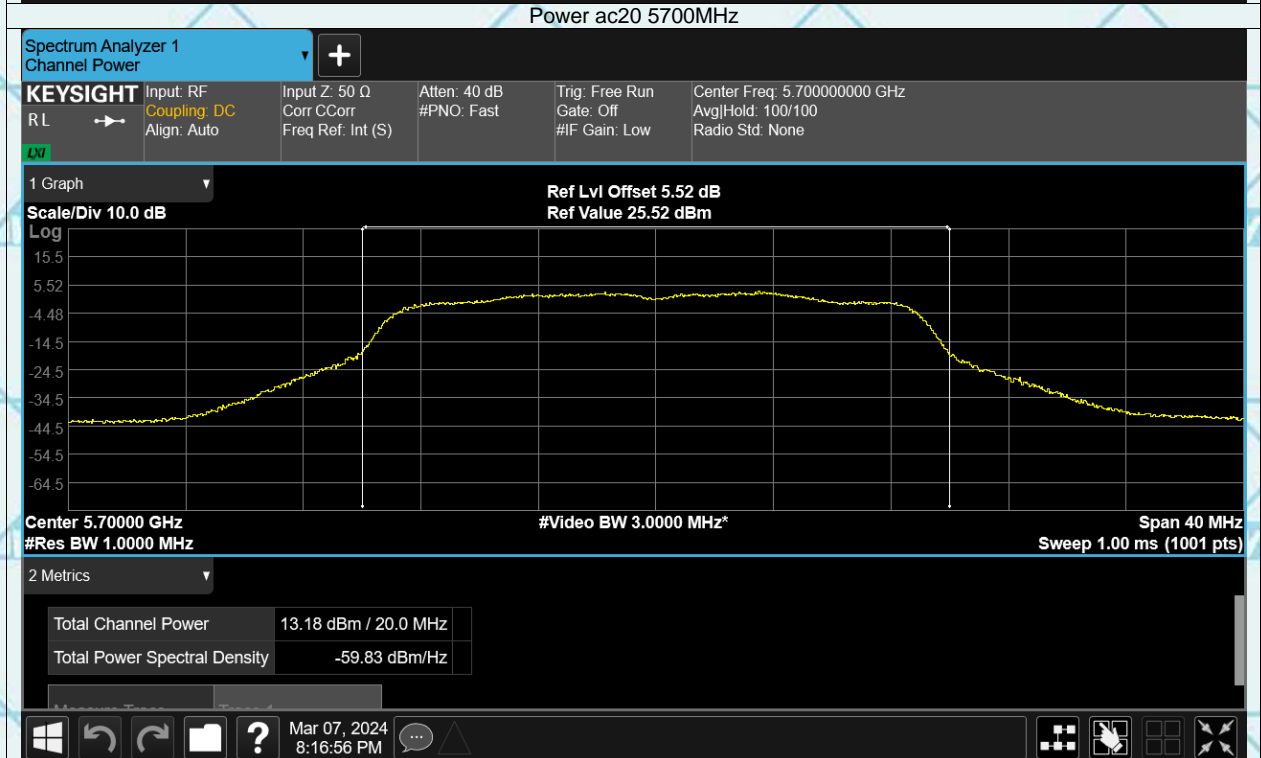 Power ac20 5700MHz
Spectrum Analyzer 1
Channel Power
+
KEYSIGHT
R L
LXI
Input: RF
Coupling: DC
Align: Auto
Input Z: 50 Ω
Corr CCorr
Freq Ref: Int (S)
Atten: 40 dB
#PNO: Fast
Trig: Free Run
Gate: Off
#IF Gain: Low
Center Freq: 5.700000000 GHz
Avg|Hold: 100/100
Radio Std: None
1 Graph
Scale/Div 10.0 dB
Ref Lvl Offset 5.52 dB
Ref Value 25.52 dBm
Log
15.5
5.52
-4.48
-14.5
-24.5
-34.5
-44.5
-54.5
-64.5
Center 5.70000 GHz
#Res BW 1.0000 MHz
#Video BW 3.0000 MHz*
Span 40 MHz
Sweep 1.00 ms (1001 pts)
2 Metrics
Total Channel Power 13.18 dBm / 20.0 MHz
Total Power Spectral Density -59.83 dBm/Hz
?
Mar 07, 2024
8:16:56 PM